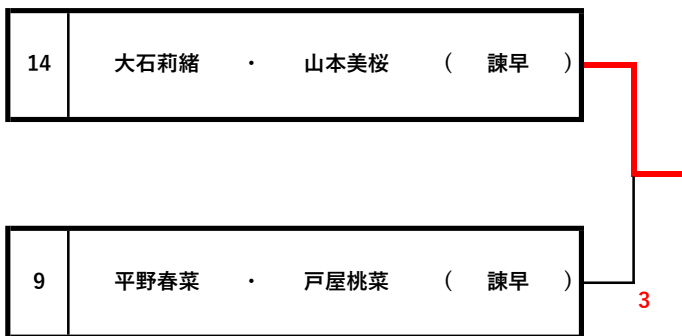 14 大石莉緒 ・ 山本美桜 ( 諫早 )
9 平野春菜 ・ 戸屋桃菜 ( 諫早 )
3